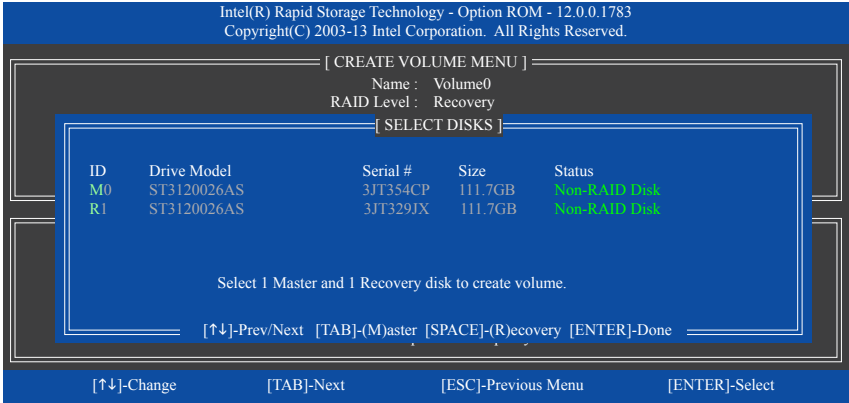 Intel(R) Rapid Storage Technology - Option ROM - 12.0.0.1783
Copyright(C) 2003-13 Intel Corporation. All Rights Reserved.
[ CREATE VOLUME MENU ]
Name : Volume0
RAID Level : Recovery
[ SELECT DISKS ]
ID Drive Model Serial # Size Status
M0 ST3120026AS 3JT354CP 111.7GB Non-RAID Disk
R1 ST3120026AS 3JT329JX 111.7GB Non-RAID Disk
Select 1 Master and 1 Recovery disk to create volume.
[↑↓]-Prev/Next [TAB]-(M)aster [SPACE]-(R)ecovery [ENTER]-Done
[↑↓]-Change [TAB]-Next [ESC]-Previous Menu [ENTER]-Select